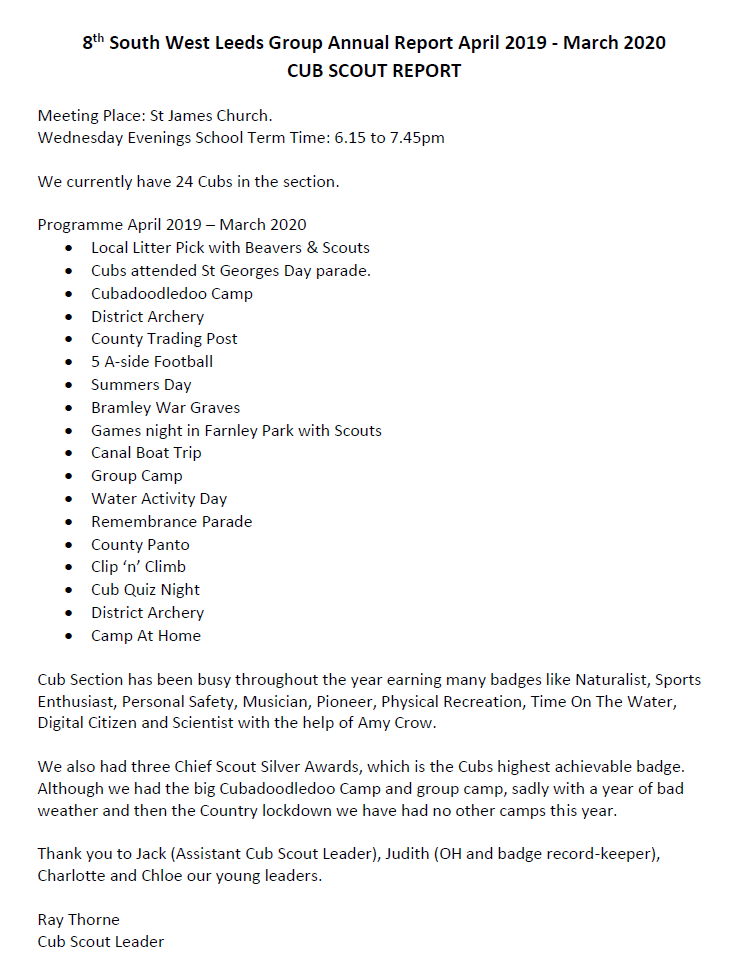 8th South West Leeds Group Annual Report April 2019 - March 2020
CUB SCOUT REPORT
Meeting Place: St James Church.
Wednesday Evenings School Term Time: 6.15 to 7.45pm
We currently have 24 Cubs in the section.
Programme April 2019 – March 2020
• Local Litter Pick with Beavers & Scouts
• Cubs attended St Georges Day parade.
• Cubadoodledoo Camp
• District Archery
• County Trading Post
• 5 A-side Football
• Summers Day
• Bramley War Graves
• Games night in Farnley Park with Scouts
• Canal Boat Trip
• Group Camp
• Water Activity Day
• Remembrance Parade
• County Panto
• Clip ‘n’ Climb
• Cub Quiz Night
• District Archery
• Camp At Home
Cub Section has been busy throughout the year earning many badges like Naturalist, Sports
Enthusiast, Personal Safety, Musician, Pioneer, Physical Recreation, Time On The Water,
Digital Citizen and Scientist with the help of Amy Crow.
We also had three Chief Scout Silver Awards, which is the Cubs highest achievable badge.
Although we had the big Cubadoodledoo Camp and group camp, sadly with a year of bad
weather and then the Country lockdown we have had no other camps this year.
Thank you to Jack (Assistant Cub Scout Leader), Judith (OH and badge record-keeper),
Charlotte and Chloe our young leaders.
Ray Thorne
Cub Scout Leader